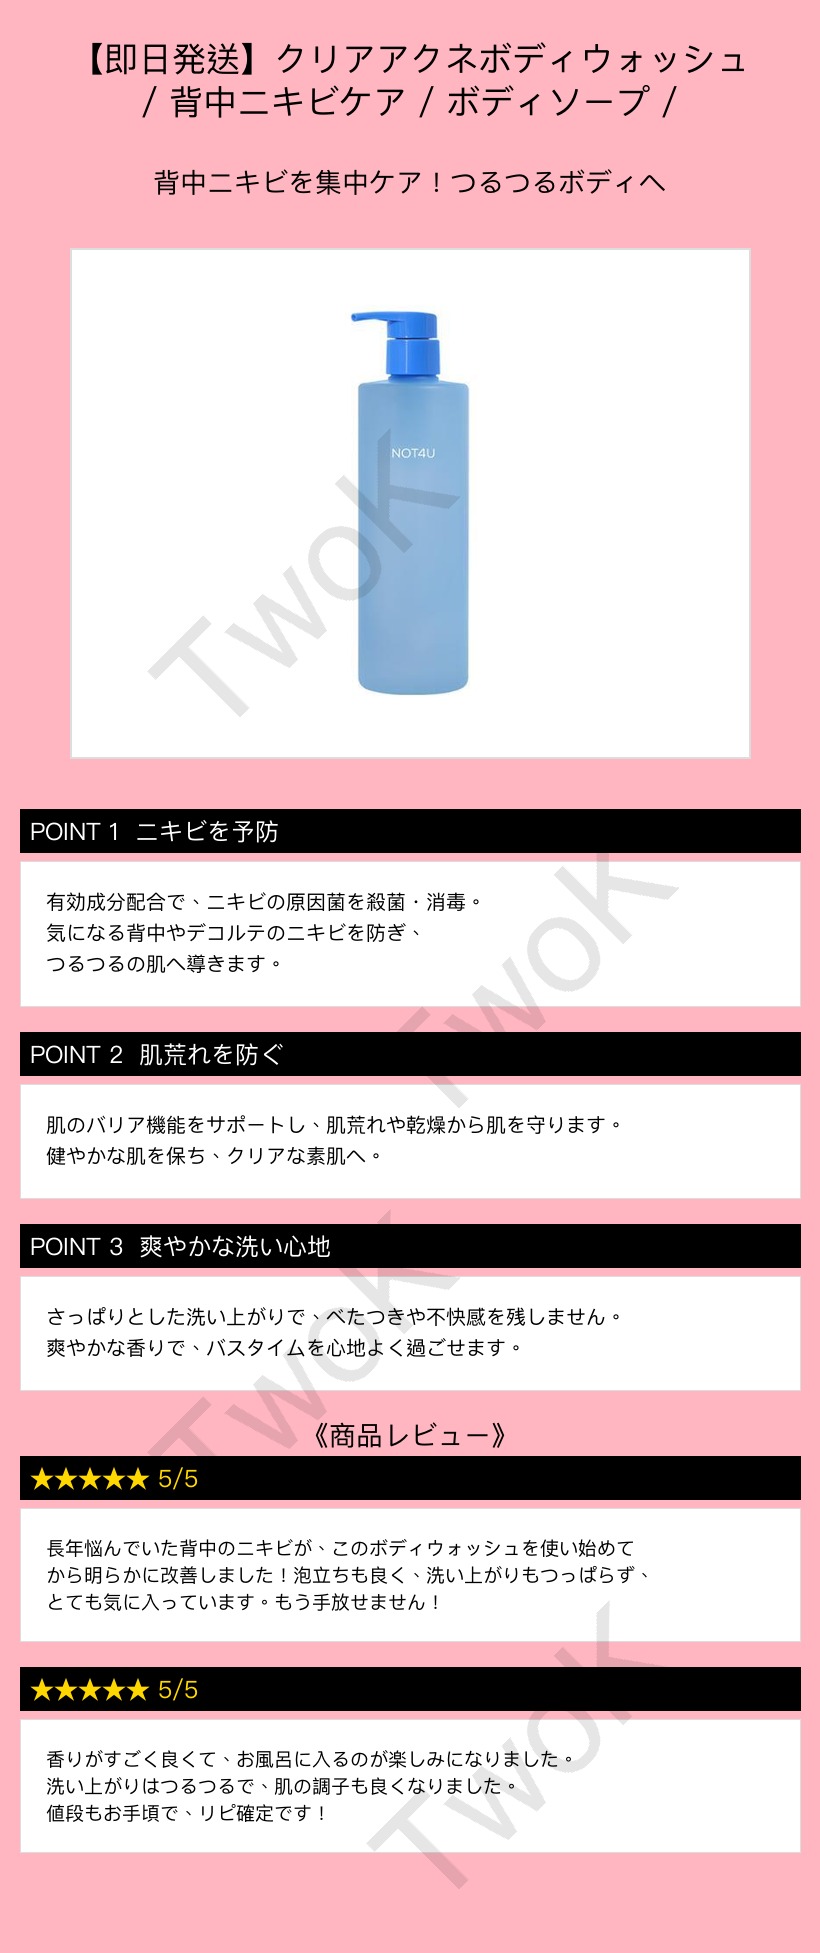 【即日発送】クリアアクネボディウォッシュ
/ 背中ニキビケア / ボディソープ /
背中ニキビを集中ケア！つるつるボディへ
NOT4U
TwoK
POINT 1 ニキビを予防
有効成分配合で、ニキビの原因菌を殺菌・消毒。
気になる背中やデコルテのニキビを防ぎ、
つるつるの肌へ導きます。
TwoK
POINT 2 肌荒れを防ぐ
肌のバリア機能をサポートし、肌荒れや乾燥から肌を守ります。
健やかな肌を保ち、クリアな素肌へ。
POINT 3 爽やかな洗い心地
さっぱりとした洗い上がりで、べたつきや不快感を残しません。
爽やかな香りで、バスタイムを心地よく過ごせます。
TwoK
《商品レビュー》
★★★★★ 5/5
長年悩んでいた背中のニキビが、このボディウォッシュを使い始めて
から明らかに改善しました！泡立ちも良く、洗い上がりもつっぱらず、
とても気に入っています。もう手放せません！
★★★★★ 5/5
香りがすごく良くて、お風呂に入るのが楽しみになりました。
洗い上がりはつるつるで、肌の調子も良くなりました。
値段もお手頃で、リピ確定です！
TwoK